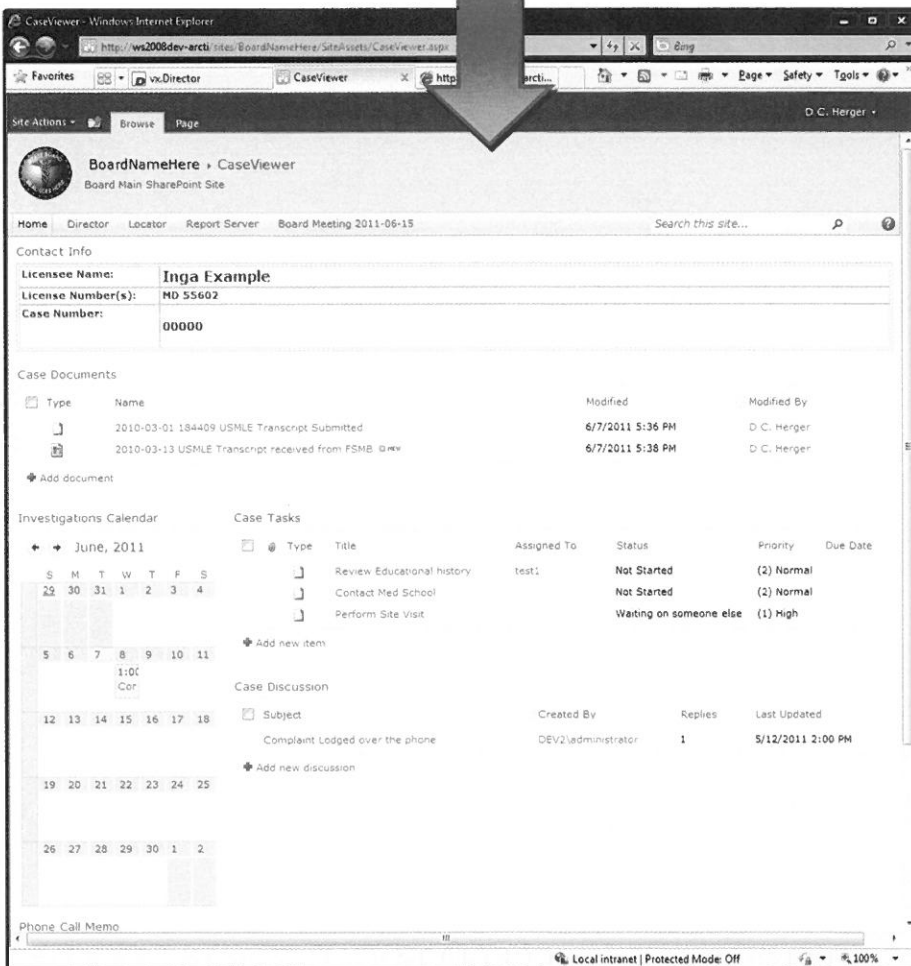 CaseViewer - Windows Internet Explorer
http://ws2008dev-arcti/sites/BoardNameHere/SiteAssets/CaseViewer.aspx
Bing
Favorites
vx.Director
CaseViewer
http
arcti...
Page Safety Tools
Site Actions Browse Page
D C. Herger
BoardNameHere CaseViewer
Board Main SharePoint Site
Home Director Locator Report Server Board Meeting 2011-06-15 Search this site...
Contact Info
Licensee Name: Inga Example
License Number(s): MD 55602
Case Number:
00000
Case Documents
Type Name Modified Modified By
2010-03-01 184409 USMLE Transcript Submitted 6/7/2011 5:36 PM D C. Herger
2010-03-13 USMLE Transcript received from FSMB NEW 6/7/2011 5:38 PM D C. Herger
Add document
Investigations Calendar
June, 2011
S M T W T F S
29 30 31 1 2 3 4
5 6 7 8 9 10 11
1:00
Cor
12 13 14 15 16 17 18
19 20 21 22 23 24 25
26 27 28 29 30 1 2
Case Tasks
Type Title Assigned To Status Priority Due Date
Review Educational history test1 Not Started (2) Normal
Contact Med School Not Started (2) Normal
Perform Site Visit Waiting on someone else (1) High
Add new item
Case Discussion
Subject Created By Replies Last Updated
Complaint Lodged over the phone DEV2\administrator 1 5/12/2011 2:00 PM
Add new discussion
Phone Call Memo
Local intranet | Protected Mode: Off
100%